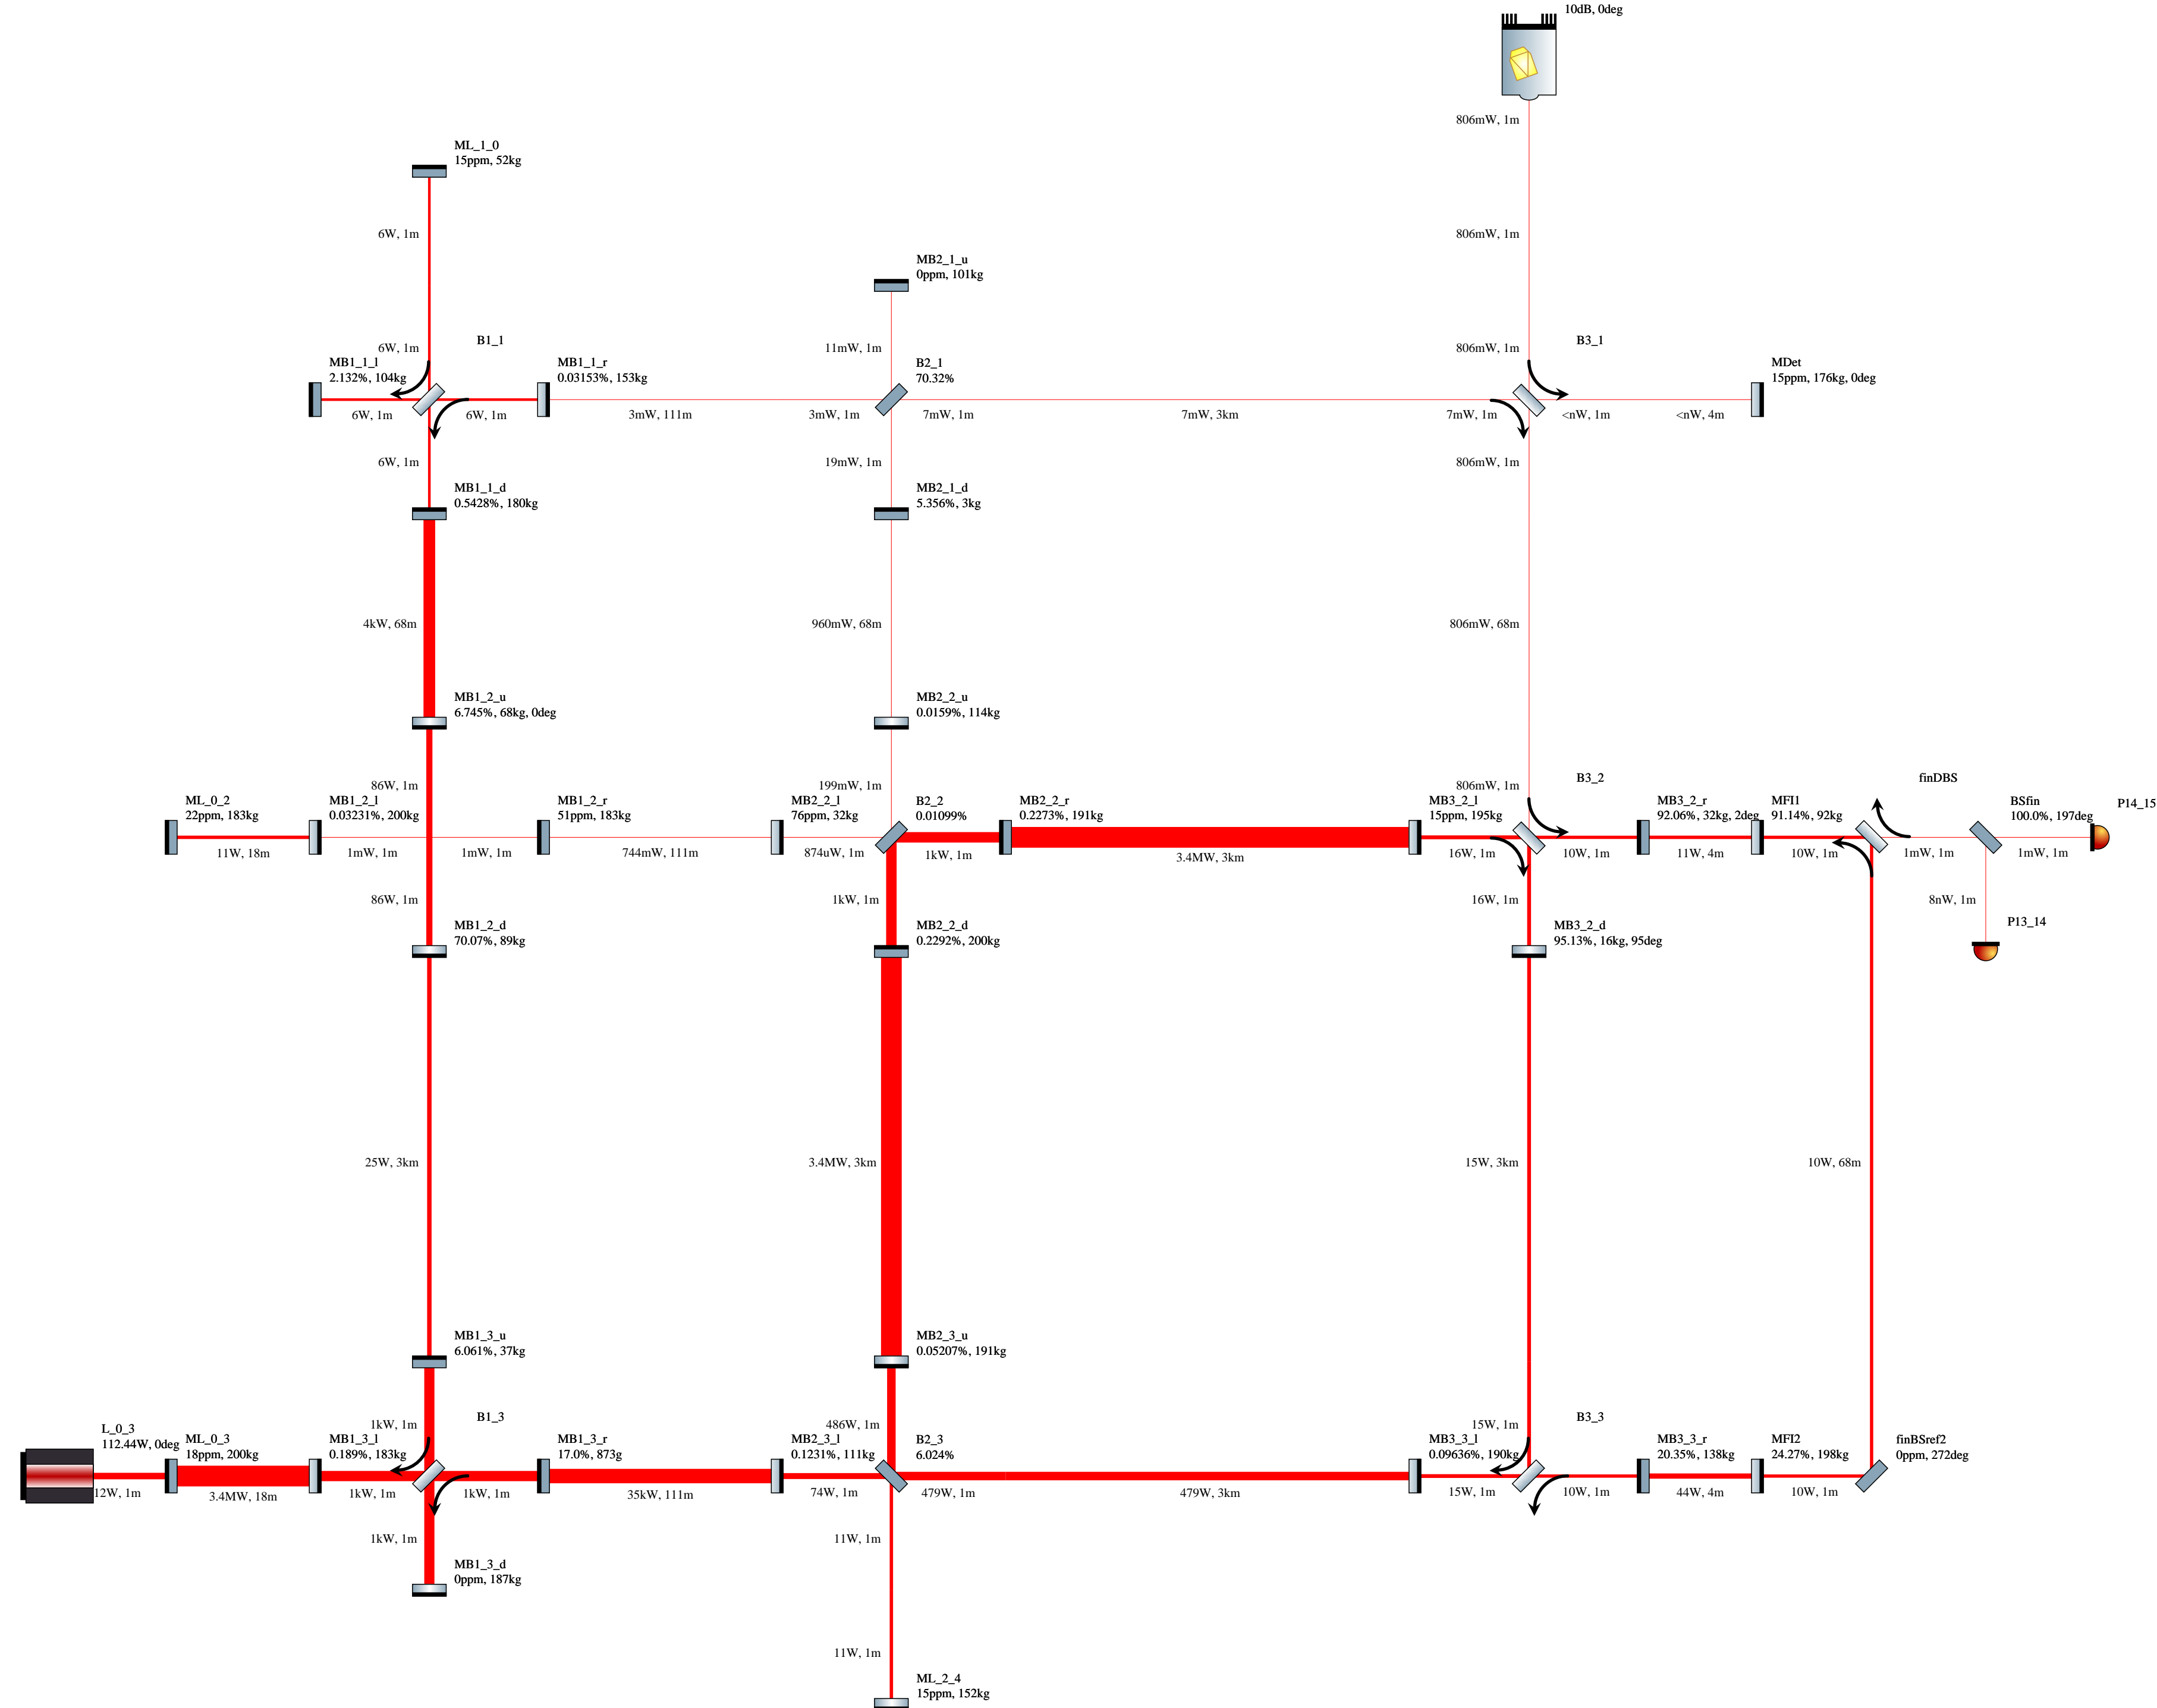 10dB, 0deg
806mW, 1m
ML_1_0
15ppm, 52kg
6W, 1m
806mW, 1m
MB2_1_u
0ppm, 101kg
6W, 1m
B1_1
11mW, 1m
806mW, 1m
B3_1
MB1_1_l
2.132%, 104kg
MB1_1_r
0.03153%, 153kg
B2_1
70.32%
MDet
15ppm, 176kg, 0deg
6W, 1m
6W, 1m
3mW, 111m
3mW, 1m
7mW, 1m
7mW, 3km
7mW, 1m
<nW, 1m
<nW, 4m
6W, 1m
19mW, 1m
806mW, 1m
MB1_1_d
0.5428%, 180kg
MB2_1_d
5.356%, 3kg
4kW, 68m
960mW, 68m
806mW, 68m
MB1_2_u
6.745%, 68kg, 0deg
MB2_2_u
0.0159%, 114kg
86W, 1m
199mW, 1m
806mW, 1m
B3_2
finDBS
ML_0_2
22ppm, 183kg
MB1_2_l
0.03231%, 200kg
MB1_2_r
51ppm, 183kg
MB2_2_l
76ppm, 32kg
B2_2
0.01099%
MB2_2_r
0.2273%, 191kg
MB3_2_l
15ppm, 195kg
MB3_2_r
92.06%, 32kg, 2deg
MFI1
91.14%, 92kg
BSfin
100.0%, 197deg
P14_15
11W, 18m
1mW, 1m
1mW, 1m
744mW, 111m
874uW, 1m
1kW, 1m
3.4MW, 3km
16W, 1m
10W, 1m
11W, 4m
10W, 1m
1mW, 1m
1mW, 1m
86W, 1m
1kW, 1m
16W, 1m
8nW, 1m
MB1_2_d
70.07%, 89kg
MB2_2_d
0.2292%, 200kg
MB3_2_d
95.13%, 16kg, 95deg
P13_14
25W, 3km
3.4MW, 3km
15W, 3km
10W, 68m
MB1_3_u
6.061%, 37kg
MB2_3_u
0.05207%, 191kg
1kW, 1m
B1_3
486W, 1m
15W, 1m
B3_3
L_0_3
112.44W, 0deg
ML_0_3
18ppm, 200kg
MB1_3_l
0.189%, 183kg
MB1_3_r
17.0%, 873g
MB2_3_l
0.1231%, 111kg
B2_3
6.024%
MB3_3_l
0.09636%, 190kg
MB3_3_r
20.35%, 138kg
MFI2
24.27%, 198kg
finBSref2
0ppm, 272deg
12W, 1m
3.4MW, 18m
1kW, 1m
1kW, 1m
35kW, 111m
74W, 1m
479W, 1m
479W, 3km
15W, 1m
10W, 1m
44W, 4m
10W, 1m
1kW, 1m
11W, 1m
MB1_3_d
0ppm, 187kg
11W, 1m
ML_2_4
15ppm, 152kg